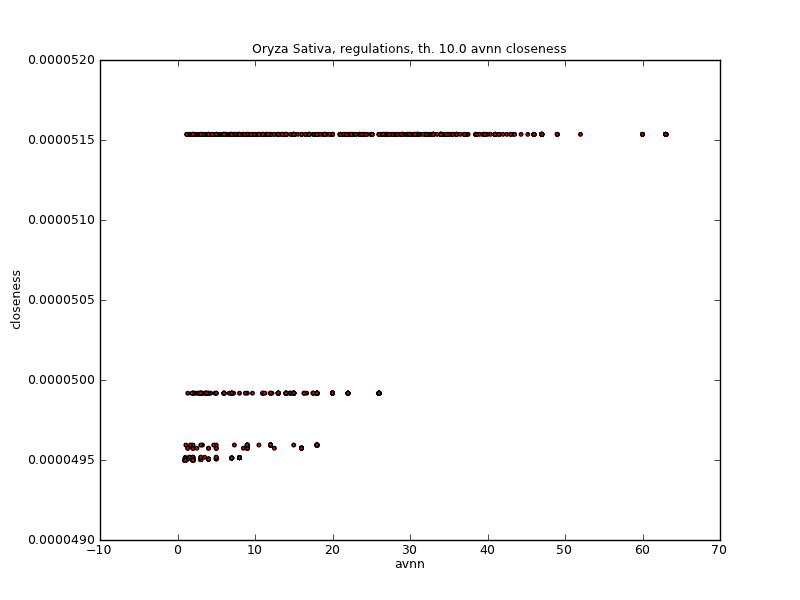 Oryza Sativa, regulations, th. 10.0 avnn closeness
0.0000520
0.0000515
0.0000510
0.0000505
0.0000500
0.0000495
0.0000490
closeness
−10 0 10 20 30 40 50 60 70
avnn